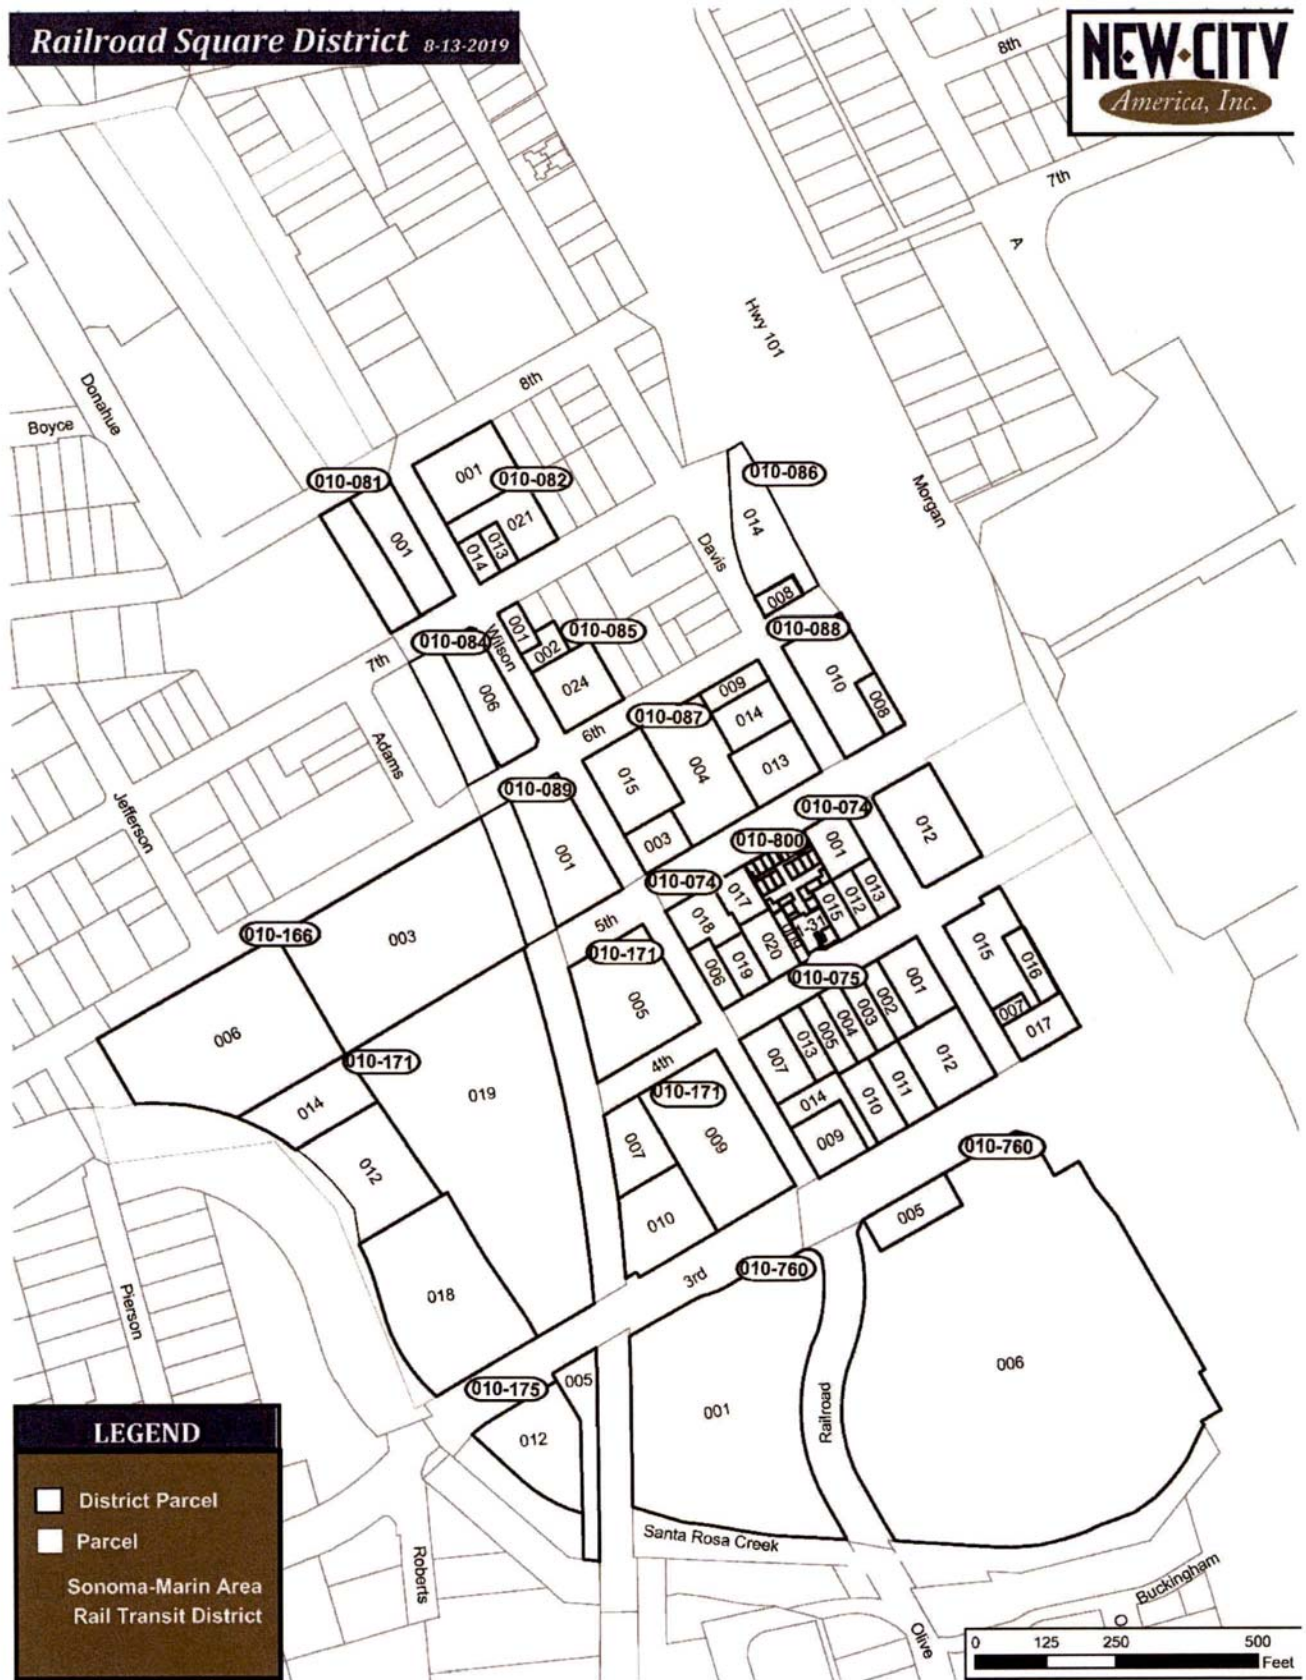 Railroad Square District 8-13-2019
NEW CITY
America, Inc.
8th
7th
A
Hwy 101
Donahue
Boyce
8th
Morgan
010-081
001
010-082
001
021
013
014
010-086
014
008
Davis
7th
010-084
006
Wilson
001
002
010-085
024
010-088
010
008
6th
010-087
009
014
013
004
015
003
Adams
Jefferson
010-089
001
010-074
001
012
010-800
010-074
017
018
020
019
006
31
015
012
013
5th
010-166
003
006
010-171
005
010-075
001
002
003
004
005
013
007
015
016
007
017
4th
010-171
014
012
019
018
010-171
007
009
010
014
009
010
011
012
010-760
005
006
3rd
010-760
001
Railroad
010-175
005
012
Pierson
Santa Rosa Creek
Roberts
Olive
Buckingham
O
LEGEND
District Parcel
Parcel
Sonoma-Marin Area
Rail Transit District
0 125 250 500
Feet